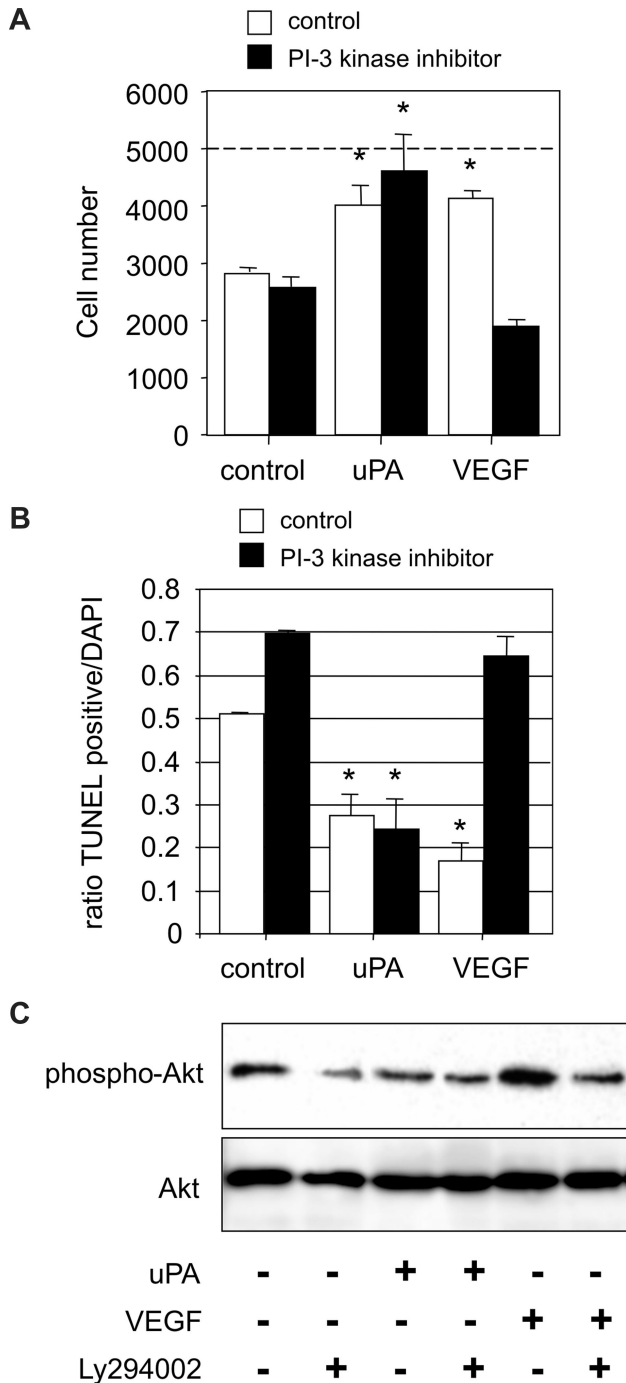 A
control
PI-3 kinase inhibitor
6000
5000
4000
3000
2000
1000
0
Cell number
* * *
control uPA VEGF
B
control
PI-3 kinase inhibitor
0.8
0.7
0.6
0.5
0.4
0.3
0.2
0.1
0
ratio TUNEL positive/DAPI
* * *
control uPA VEGF
C
phospho-Akt
Akt
uPA - - + + - -
VEGF - - - - + +
Ly294002 - + - + - +